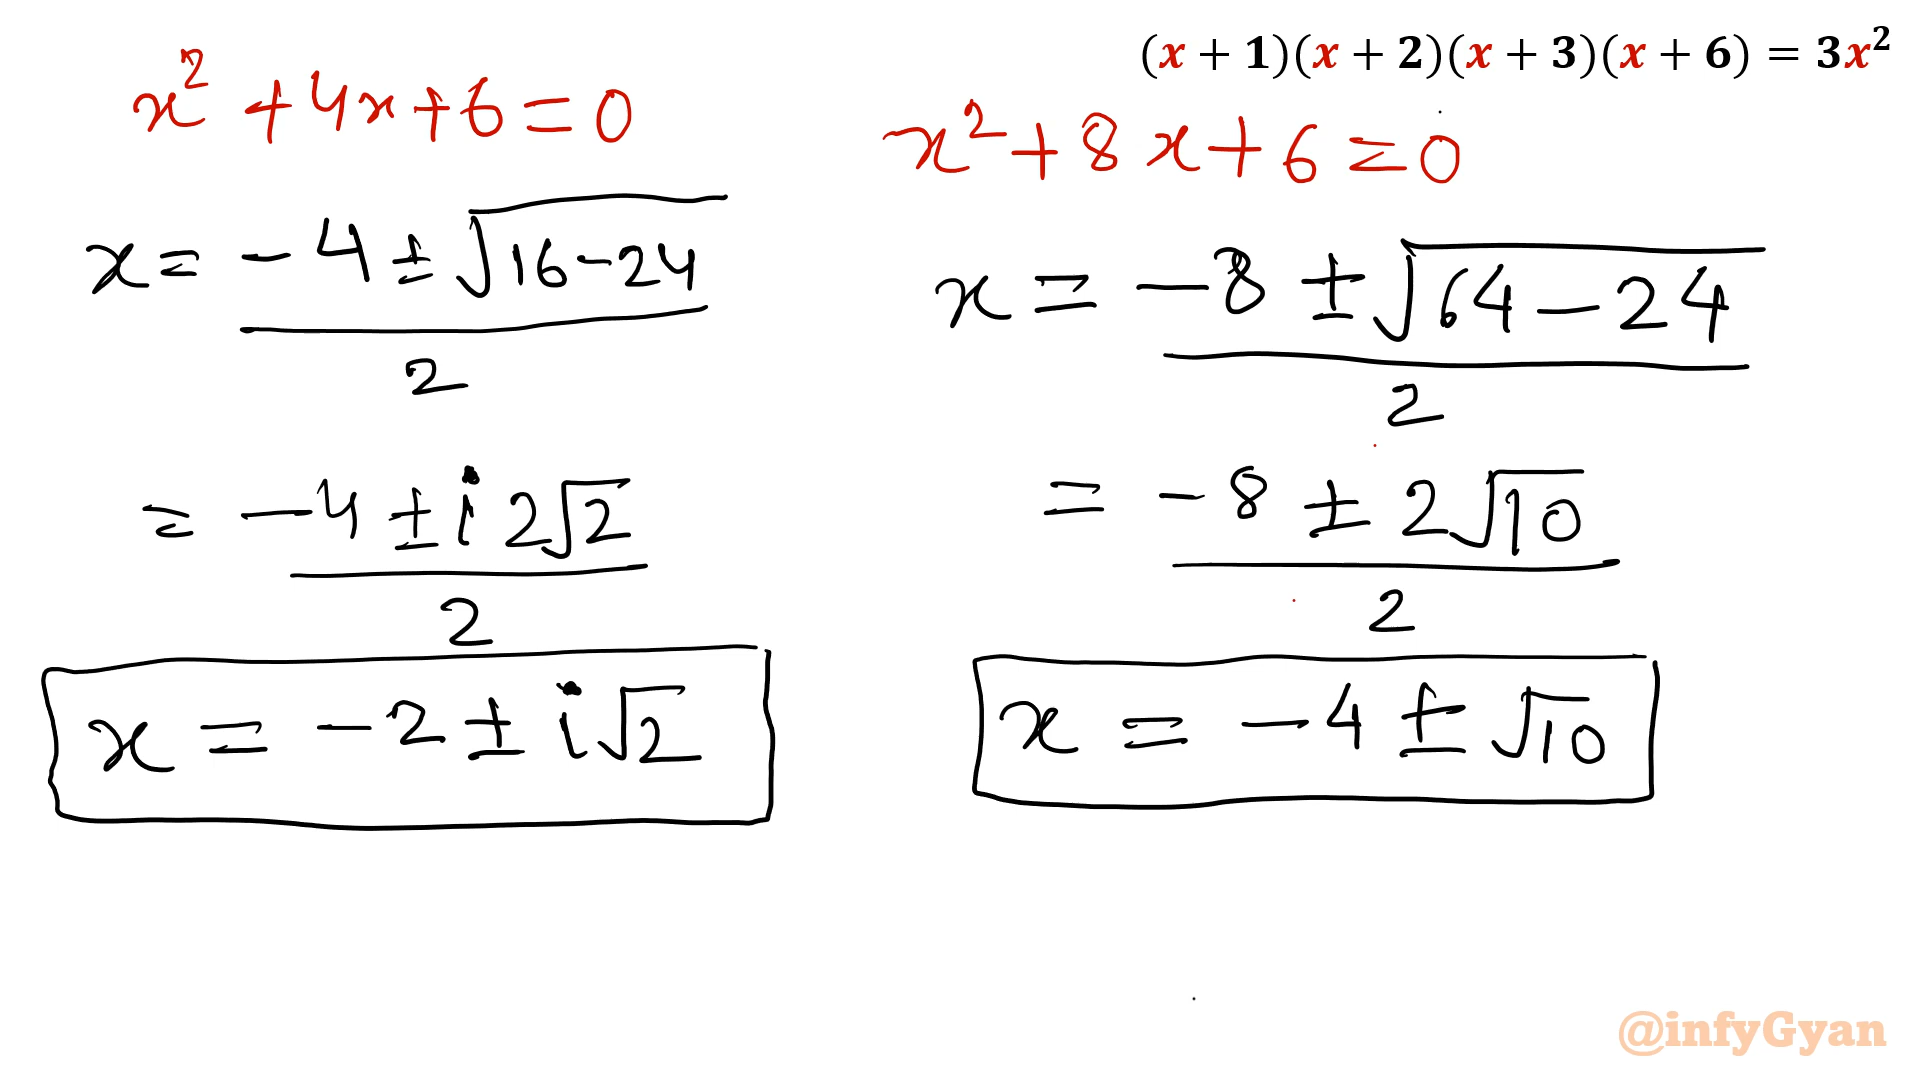 (x + 1)(x + 2)(x + 3)(x + 6) = 3x²
x² + 4x + 6 = 0
x = (-4 ± √(16 - 24)) / 2
= (-4 ± i 2√2) / 2
x = -2 ± i√2
x² + 8x + 6 = 0
x = (-8 ± √(64 - 24)) / 2
= (-8 ± 2√10) / 2
x = -4 ± √10
@infyGyan